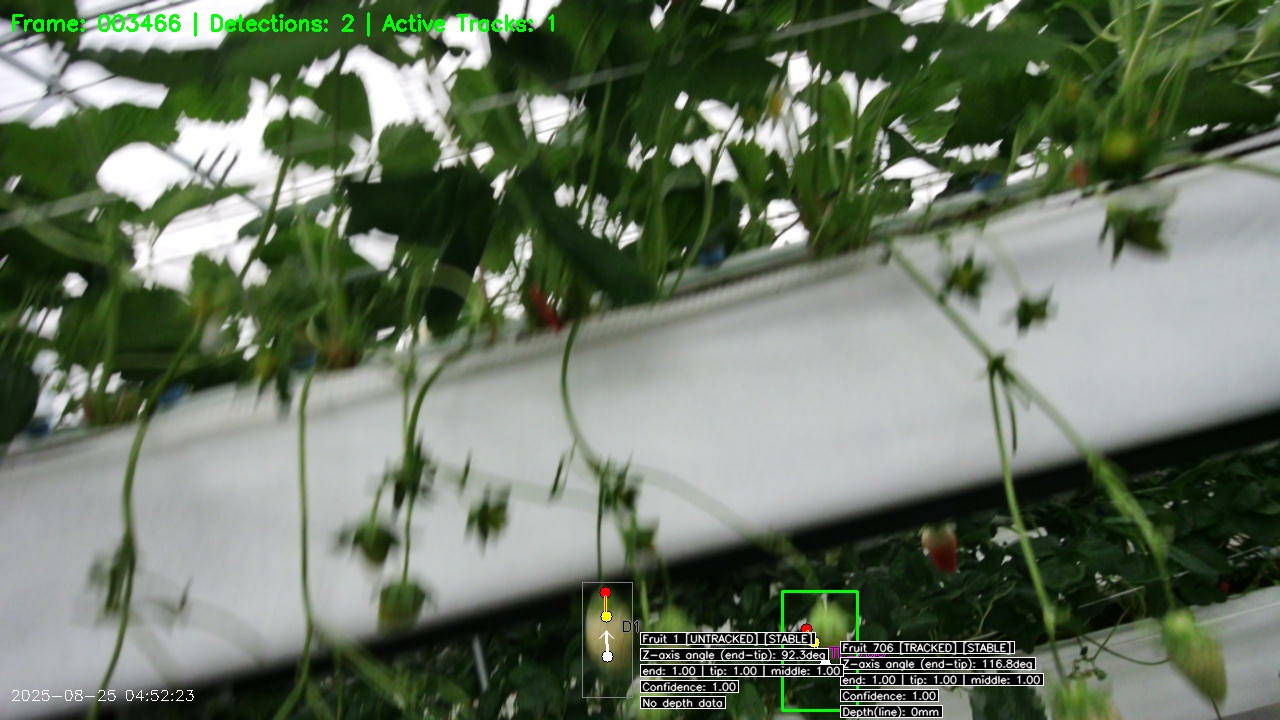 Frame: 003466 | Detections: 2 | Active Tracks: 1
D1
Fruit 1 [UNTRACKED] [STABLE]
Z-axis angle (end-tip): 92.3deg
end: 1.00 | tip: 1.00 | middle: 1.00
Confidence: 1.00
No depth data
Fruit 706 [TRACKED] [STABLE]
Z-axis angle (end-tip): 116.8deg
end: 1.00 | tip: 1.00 | middle: 1.00
Confidence: 1.00
Depth(line): 0mm
2025-08-25 04:52:23